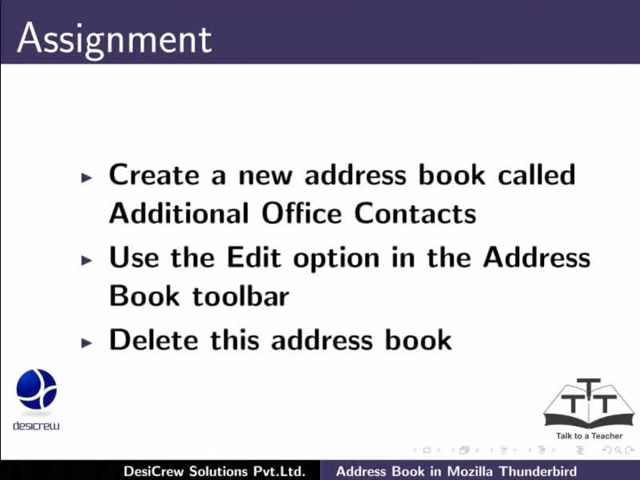 Assignment
Create a new address book called
Additional Office Contacts
Use the Edit option in the Address
Book toolbar
Delete this address book
desicrew
TTT
Talk to a Teacher
DesiCrew Solutions Pvt.Ltd.
Address Book in Mozilla Thunderbird